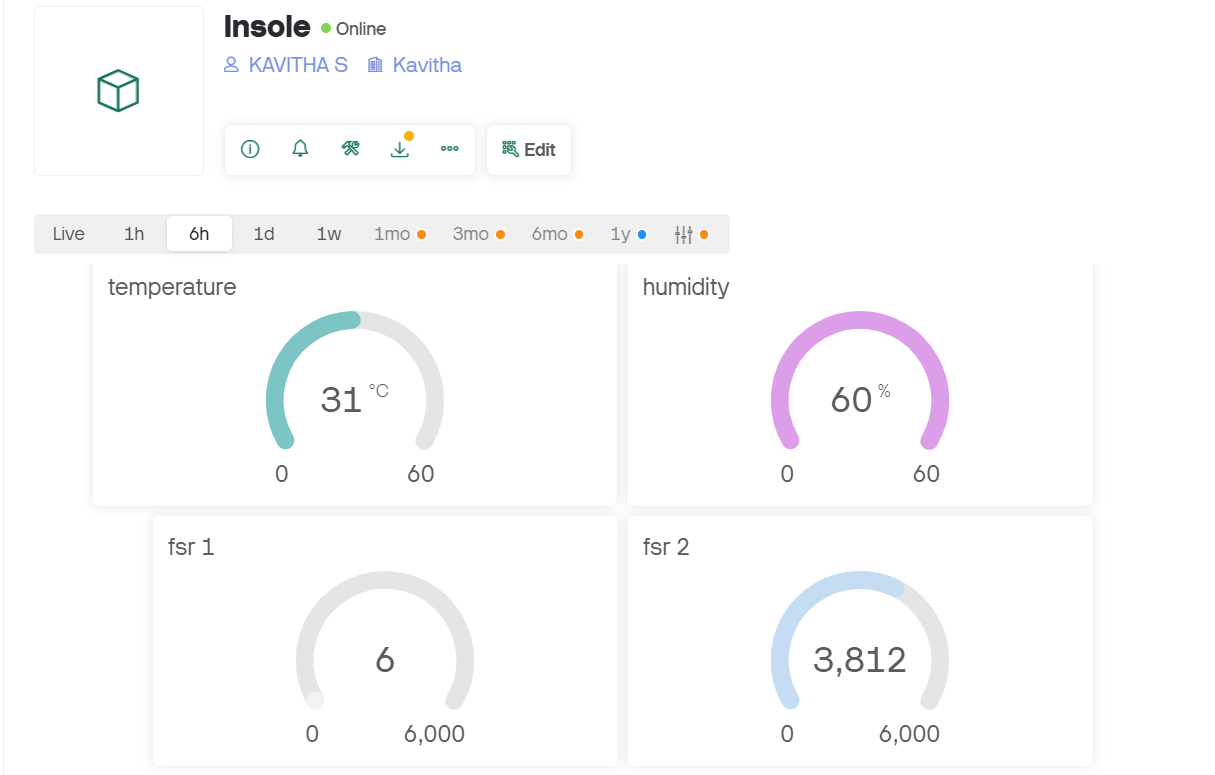 Insole Online
KAVITHA S Kavitha
Edit
Live 1h 6h 1d 1w 1mo 3mo 6mo 1y
temperature
31 °C
0 60
humidity
60 %
0 60
fsr 1
6
0 6,000
fsr 2
3,812
0 6,000